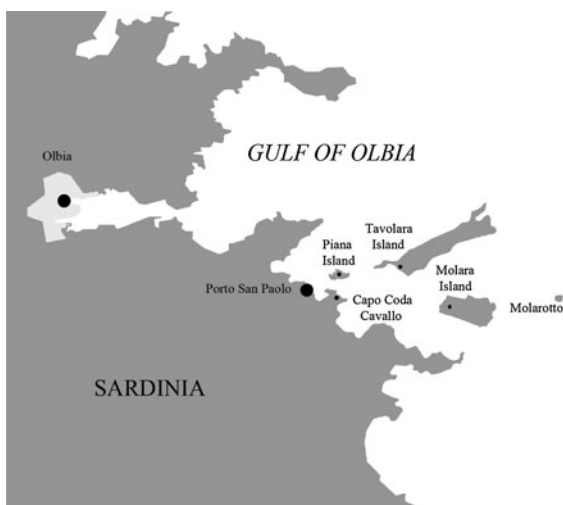 Olbia
GULF OF OLBIA
Tavolara
Island
Piana
Island
Molara
Island
Porto San Paolo
Capo Coda
Cavallo
Molarotto
SARDINIA